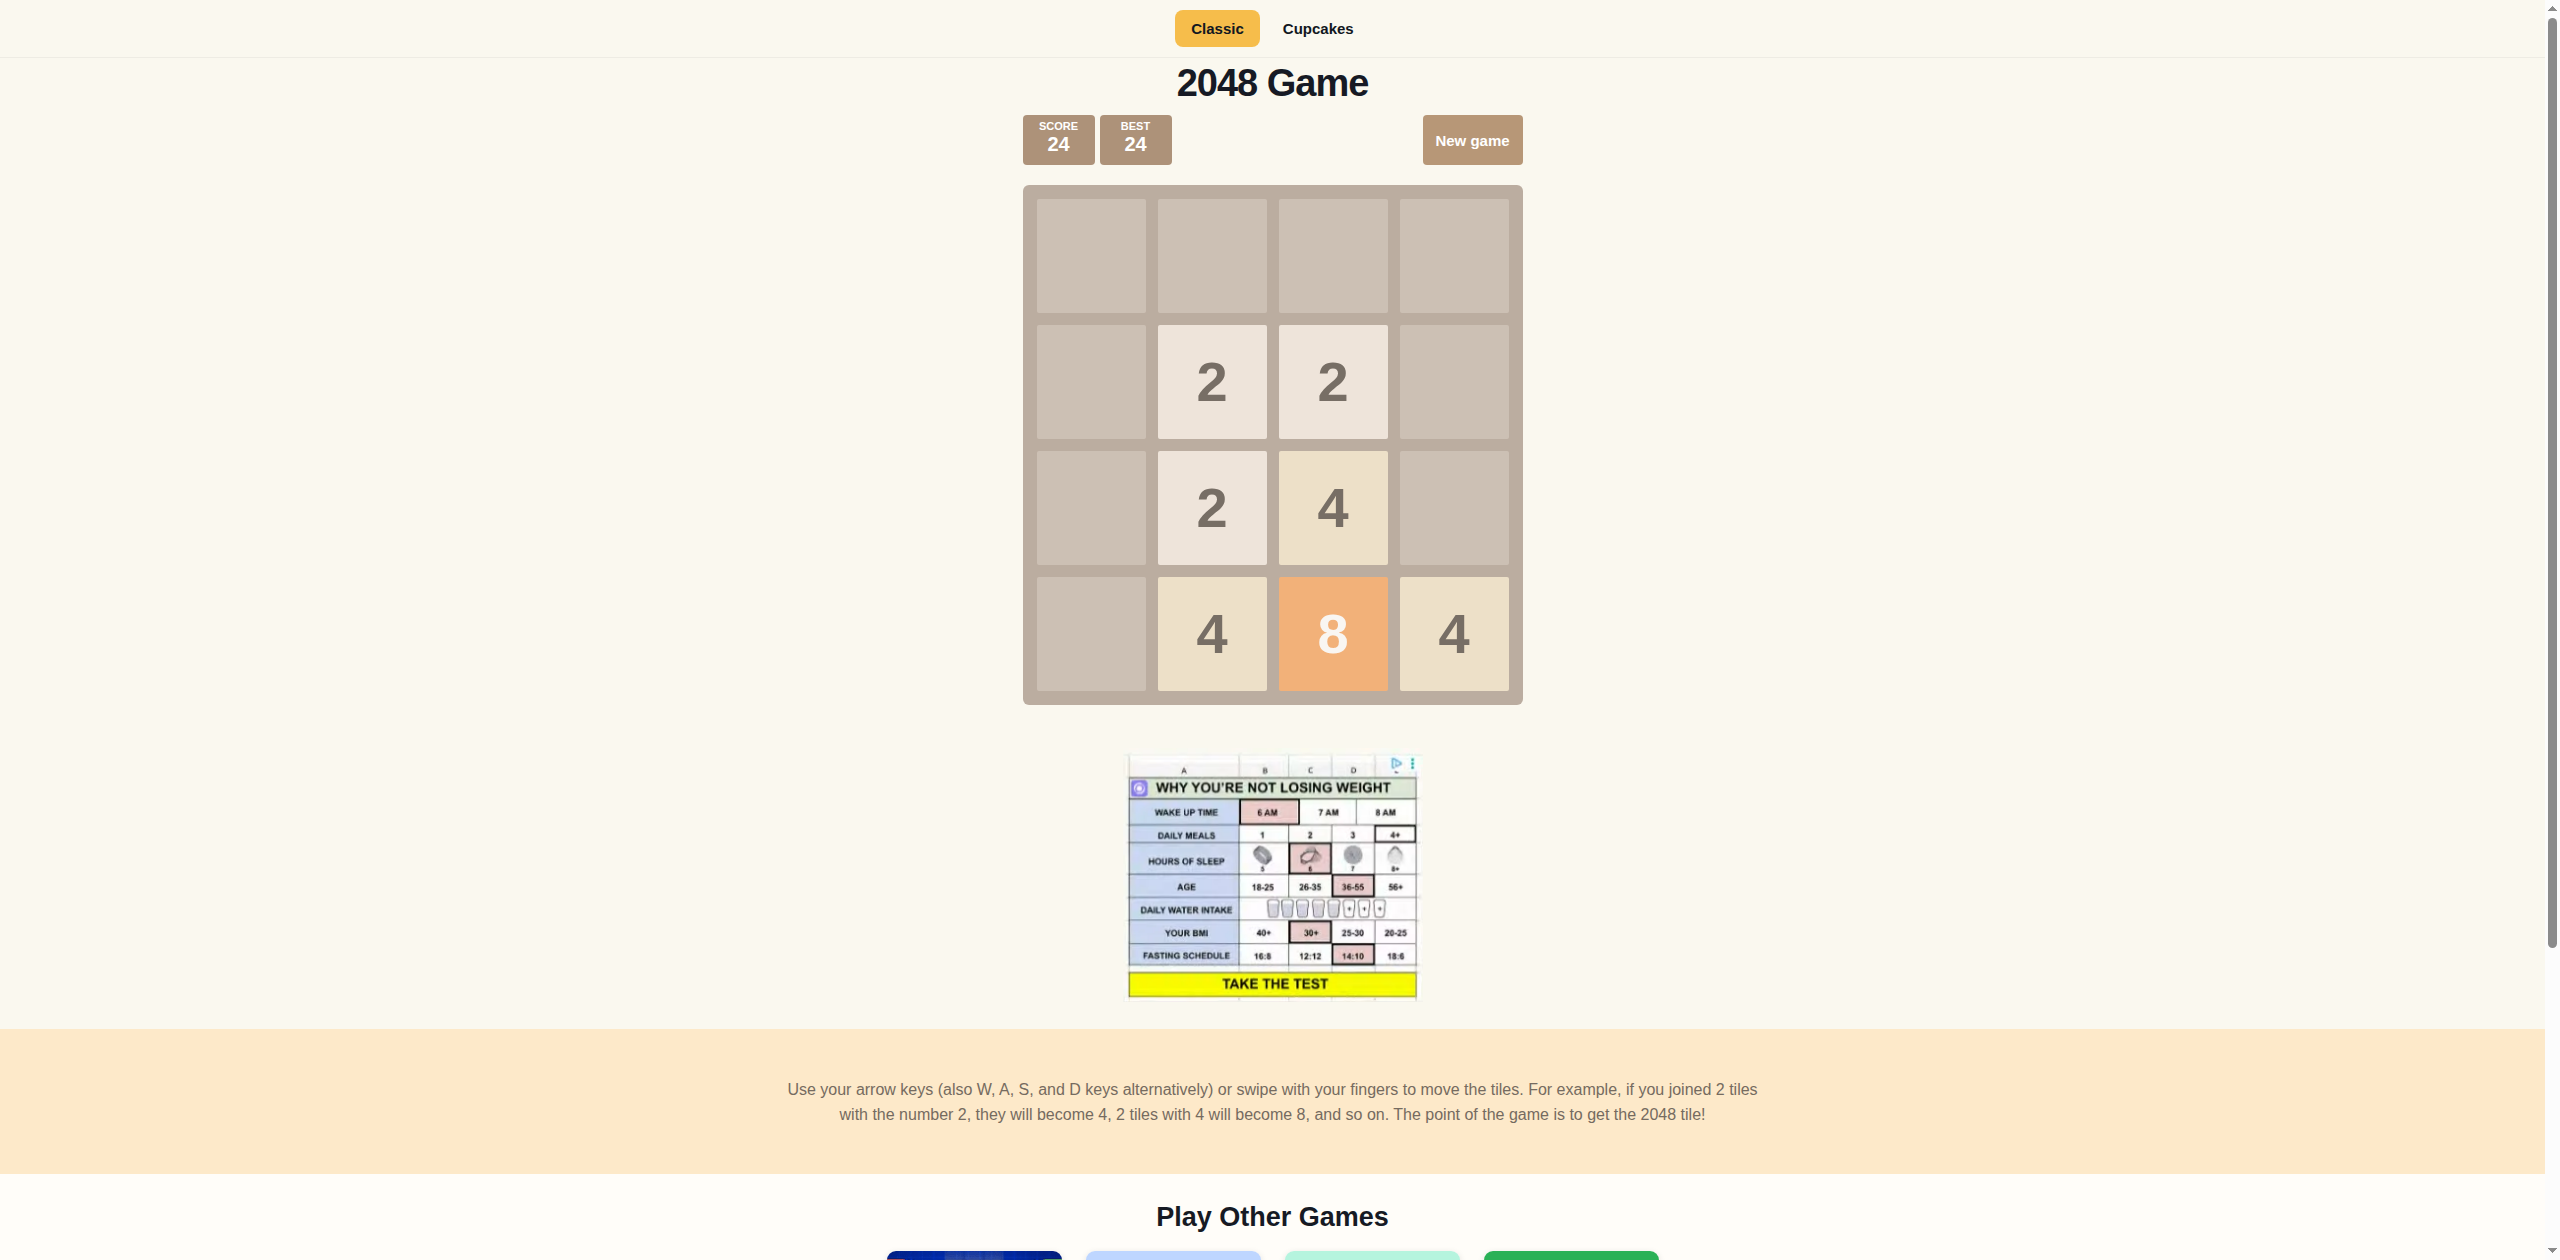 Classic Cupcakes
2048 Game
SCORE BEST
24 24
New game
2 2
2 4
4 8 4
A B C D
WHY YOU'RE NOT LOSING WEIGHT
WAKE UP TIME 6 AM 7 AM 8 AM
DAILY MEALS 1 2 3 4+
HOURS OF SLEEP 5 6 7 8+
AGE 18-25 26-35 36-55 56+
DAILY WATER INTAKE + + +
YOUR BMI 40+ 30+ 25-30 20-25
FASTING SCHEDULE 16:8 12:12 14:10 18:6
TAKE THE TEST
Use your arrow keys (also W, A, S, and D keys alternatively) or swipe with your fingers to move the tiles. For example, if you joined 2 tiles
with the number 2, they will become 4, 2 tiles with 4 will become 8, and so on. The point of the game is to get the 2048 tile!
Play Other Games